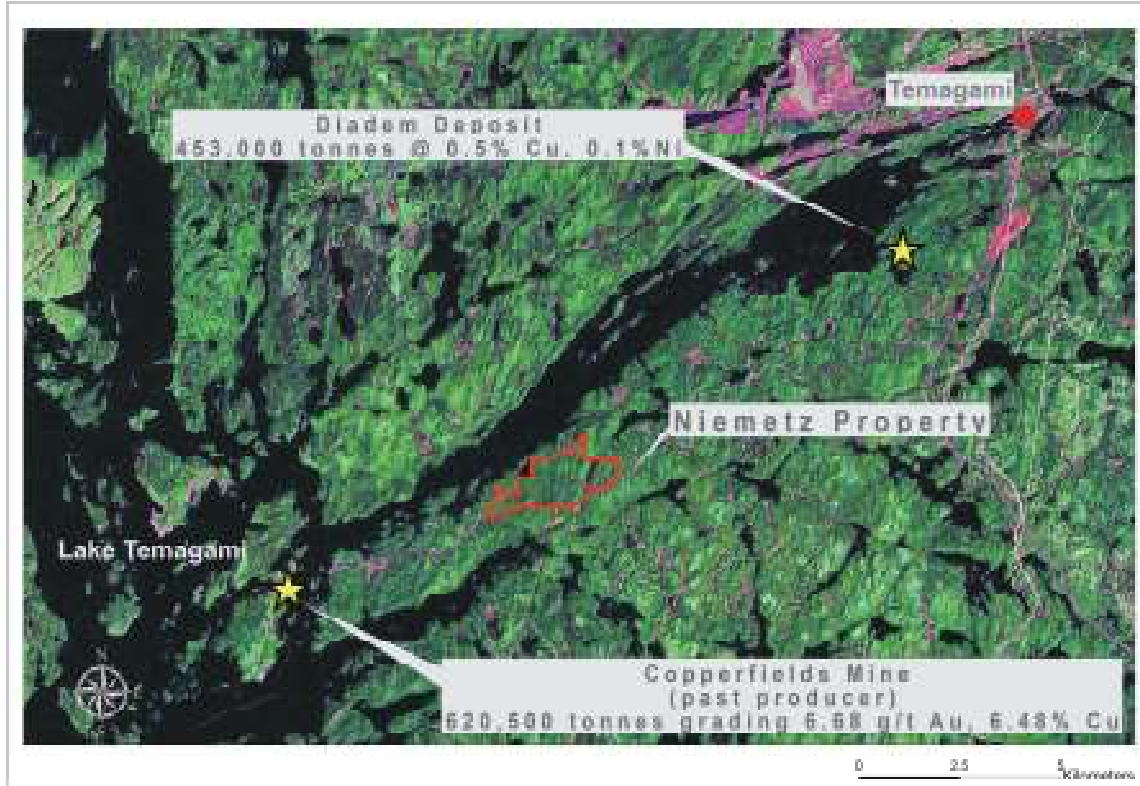 Temagami
Diadem Deposit
453,000 tonnes @ 0.5% Cu, 0.1%Ni
Niemetz Property
Lake Temagami
Copperfields Mine
(past producer)
620,500 tonnes grading 6.68 g/t Au, 6.48% Cu
0 2.5 5
Kilometers